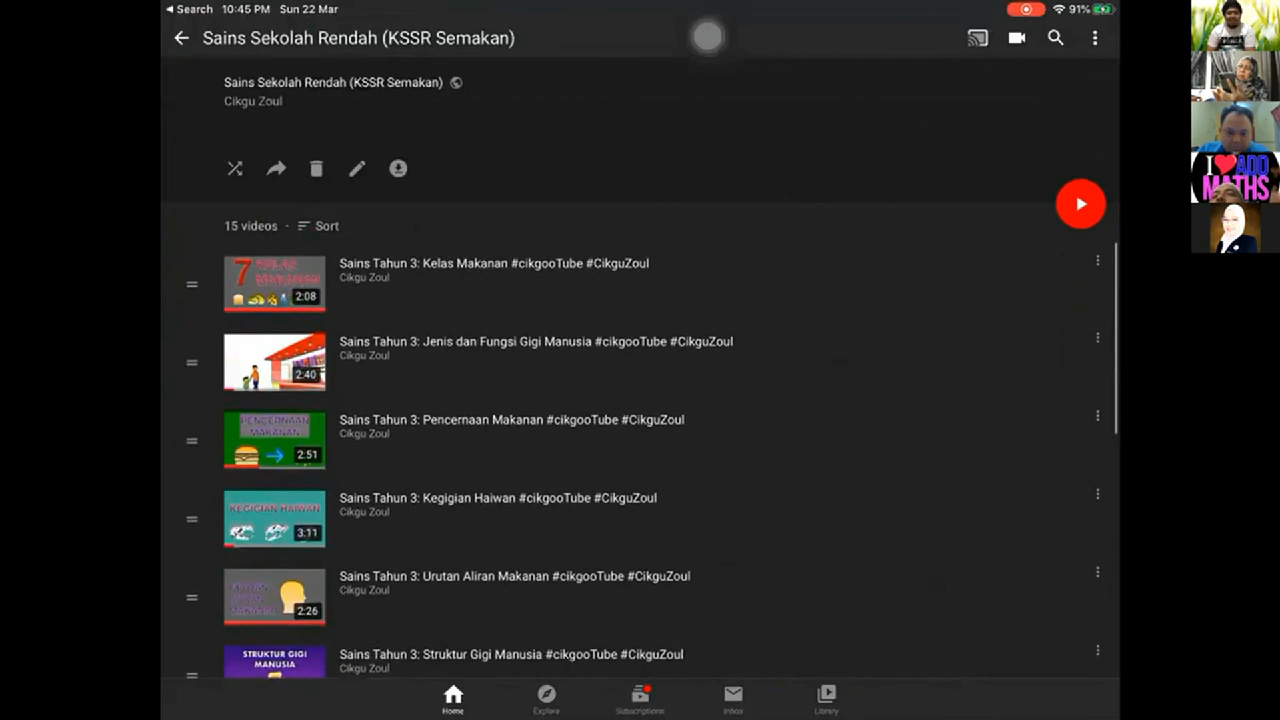 Search 10:45 PM Sun 22 Mar 91%
Sains Sekolah Rendah (KSSR Semakan)
Sains Sekolah Rendah (KSSR Semakan)
Cikgu Zoul
15 videos · Sort
7
2:08
Sains Tahun 3: Kelas Makanan #cikgooTube #CikguZoul
Cikgu Zoul
2:40
Sains Tahun 3: Jenis dan Fungsi Gigi Manusia #cikgooTube #CikguZoul
Cikgu Zoul
PENCERNAAN
MAKANAN
2:51
Sains Tahun 3: Pencernaan Makanan #cikgooTube #CikguZoul
Cikgu Zoul
KEGIGIAN HAIWAN
3:11
Sains Tahun 3: Kegigian Haiwan #cikgooTube #CikguZoul
Cikgu Zoul
2:26
Sains Tahun 3: Urutan Aliran Makanan #cikgooTube #CikguZoul
Cikgu Zoul
STRUKTUR GIGI
MANUSIA
Sains Tahun 3: Struktur Gigi Manusia #cikgooTube #CikguZoul
Cikgu Zoul
Home
Explore
Subscriptions
Inbox
Library
I ADD
MATHS